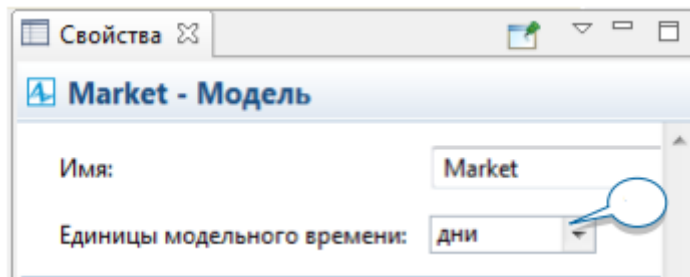 Свойства
Market - Модель
Имя: Market
Единицы модельного времени: дни